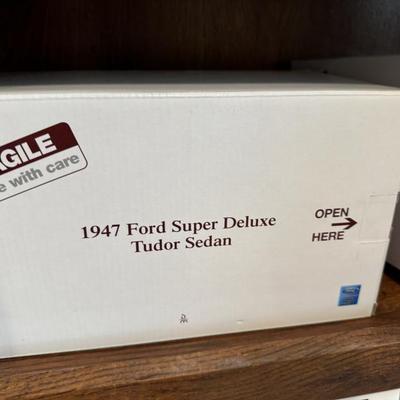 AGILE
e with care
1947 Ford Super Deluxe
Tudor Sedan
OPEN
HERE